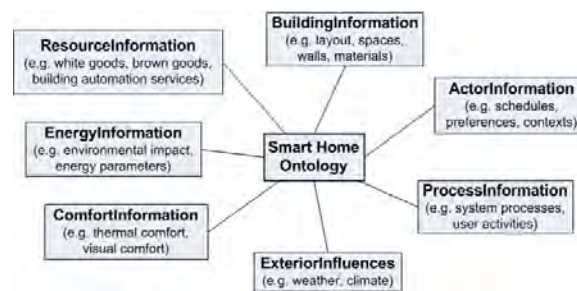 BuildingInformation
(e.g. layout, spaces,
walls, materials)
ResourceInformation
(e.g. white goods, brown goods,
building automation services)
ActorInformation
(e.g. schedules,
preferences, contexts)
EnergyInformation
(e.g. environmental impact,
energy parameters)
Smart Home
Ontology
ProcessInformation
(e.g. system processes,
user activities)
ComfortInformation
(e.g. thermal comfort,
visual comfort)
ExteriorInfluences
(e.g. weather, climate)